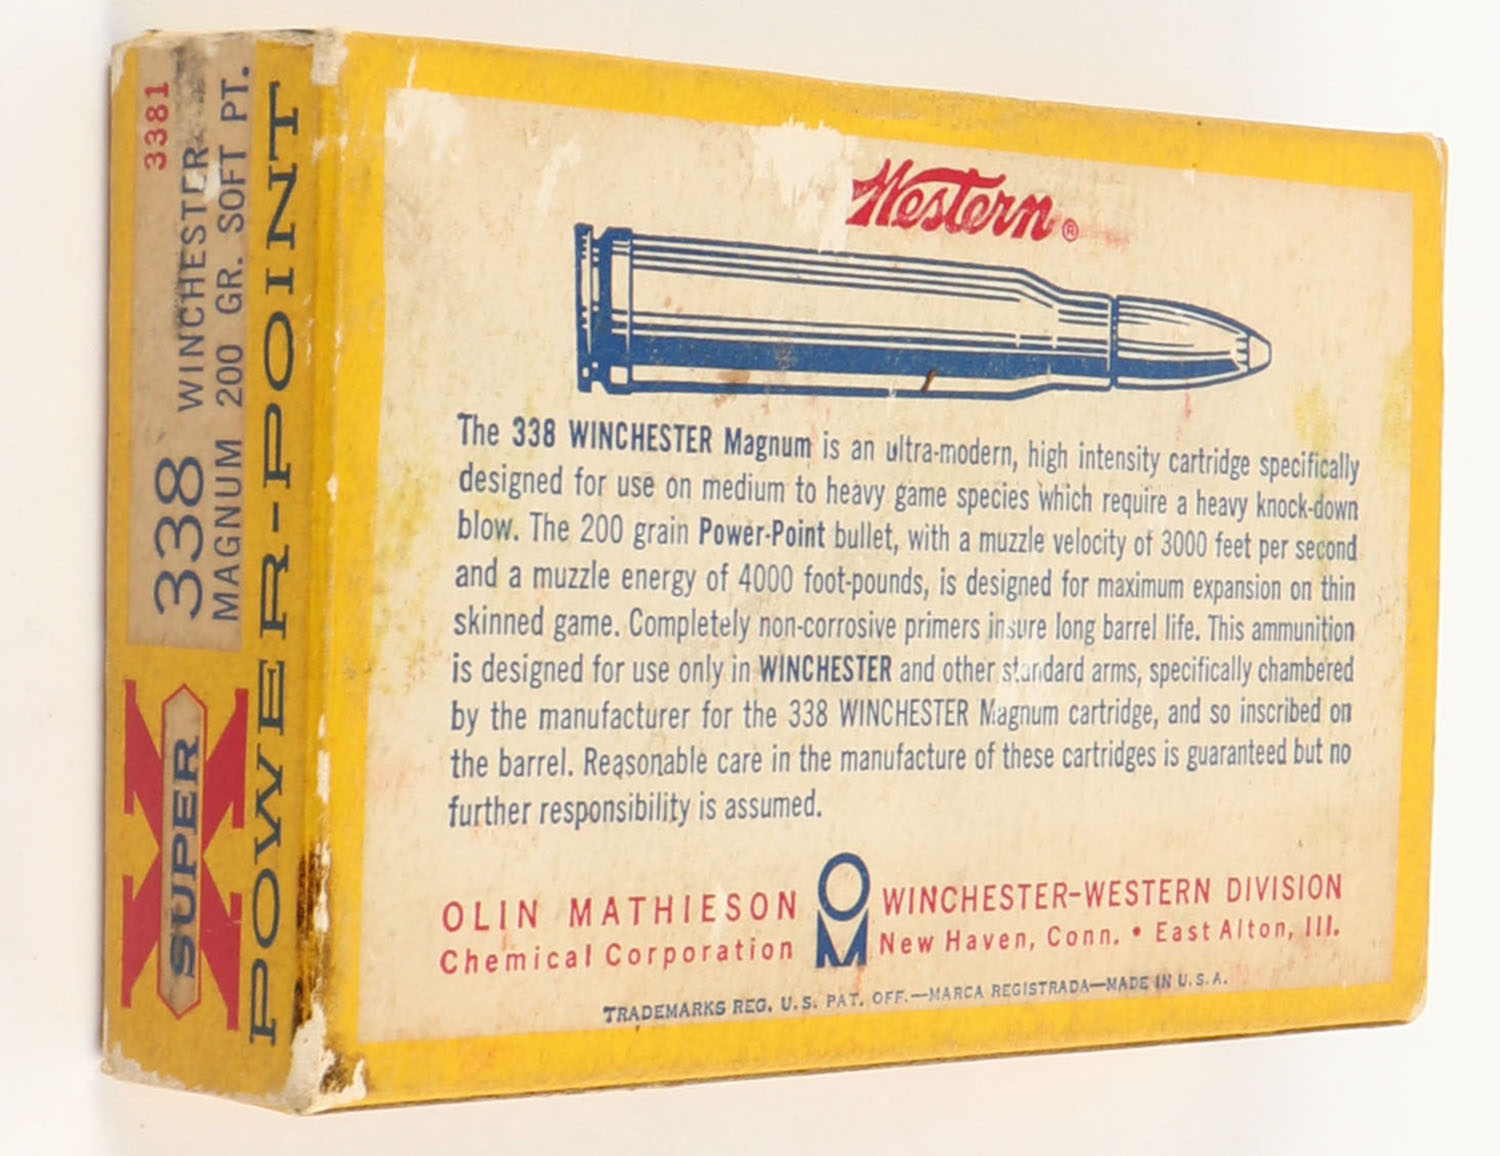 3381
338 WINCHESTER
MAGNUM 200 GR. SOFT PT.
SUPER X
POWER-POINT
Western®
The 338 WINCHESTER Magnum is an ultra-modern, high intensity cartridge specifically
designed for use on medium to heavy game species which require a heavy knock-down
blow. The 200 grain Power-Point bullet, with a muzzle velocity of 3000 feet per second
and a muzzle energy of 4000 foot-pounds, is designed for maximum expansion on thin
skinned game. Completely non-corrosive primers insure long barrel life. This ammunition
is designed for use only in WINCHESTER and other standard arms, specifically chambered
by the manufacturer for the 338 WINCHESTER Magnum cartridge, and so inscribed on
the barrel. Reasonable care in the manufacture of these cartridges is guaranteed but no
further responsibility is assumed.
OLIN MATHIESON
Chemical Corporation
OM
WINCHESTER-WESTERN DIVISION
New Haven, Conn. • East Alton, Ill.
TRADEMARKS REG. U.S. PAT. OFF.—MARCA REGISTRADA—MADE IN U.S.A.